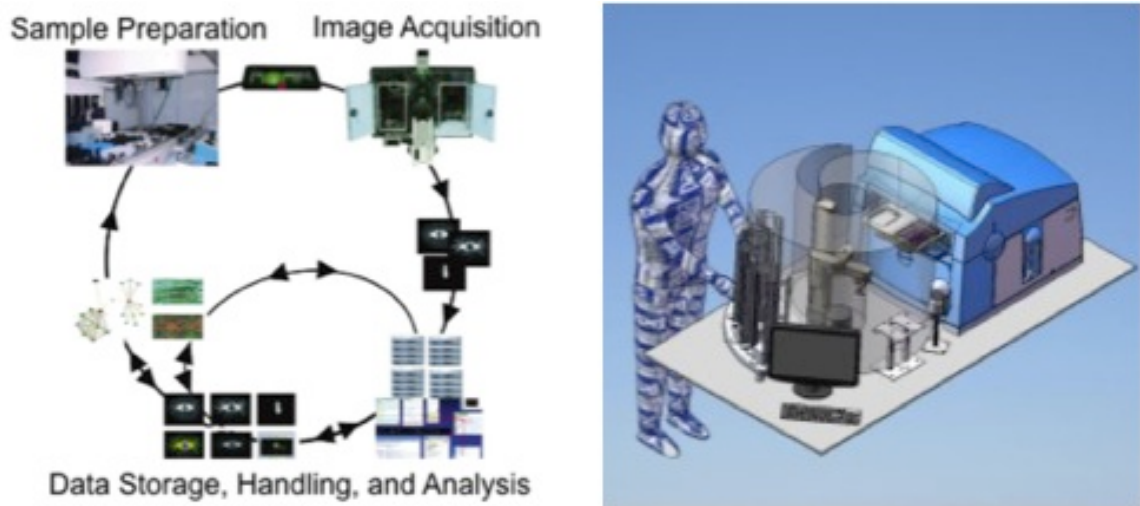 Sample Preparation
Image Acquisition
Data Storage, Handling, and Analysis